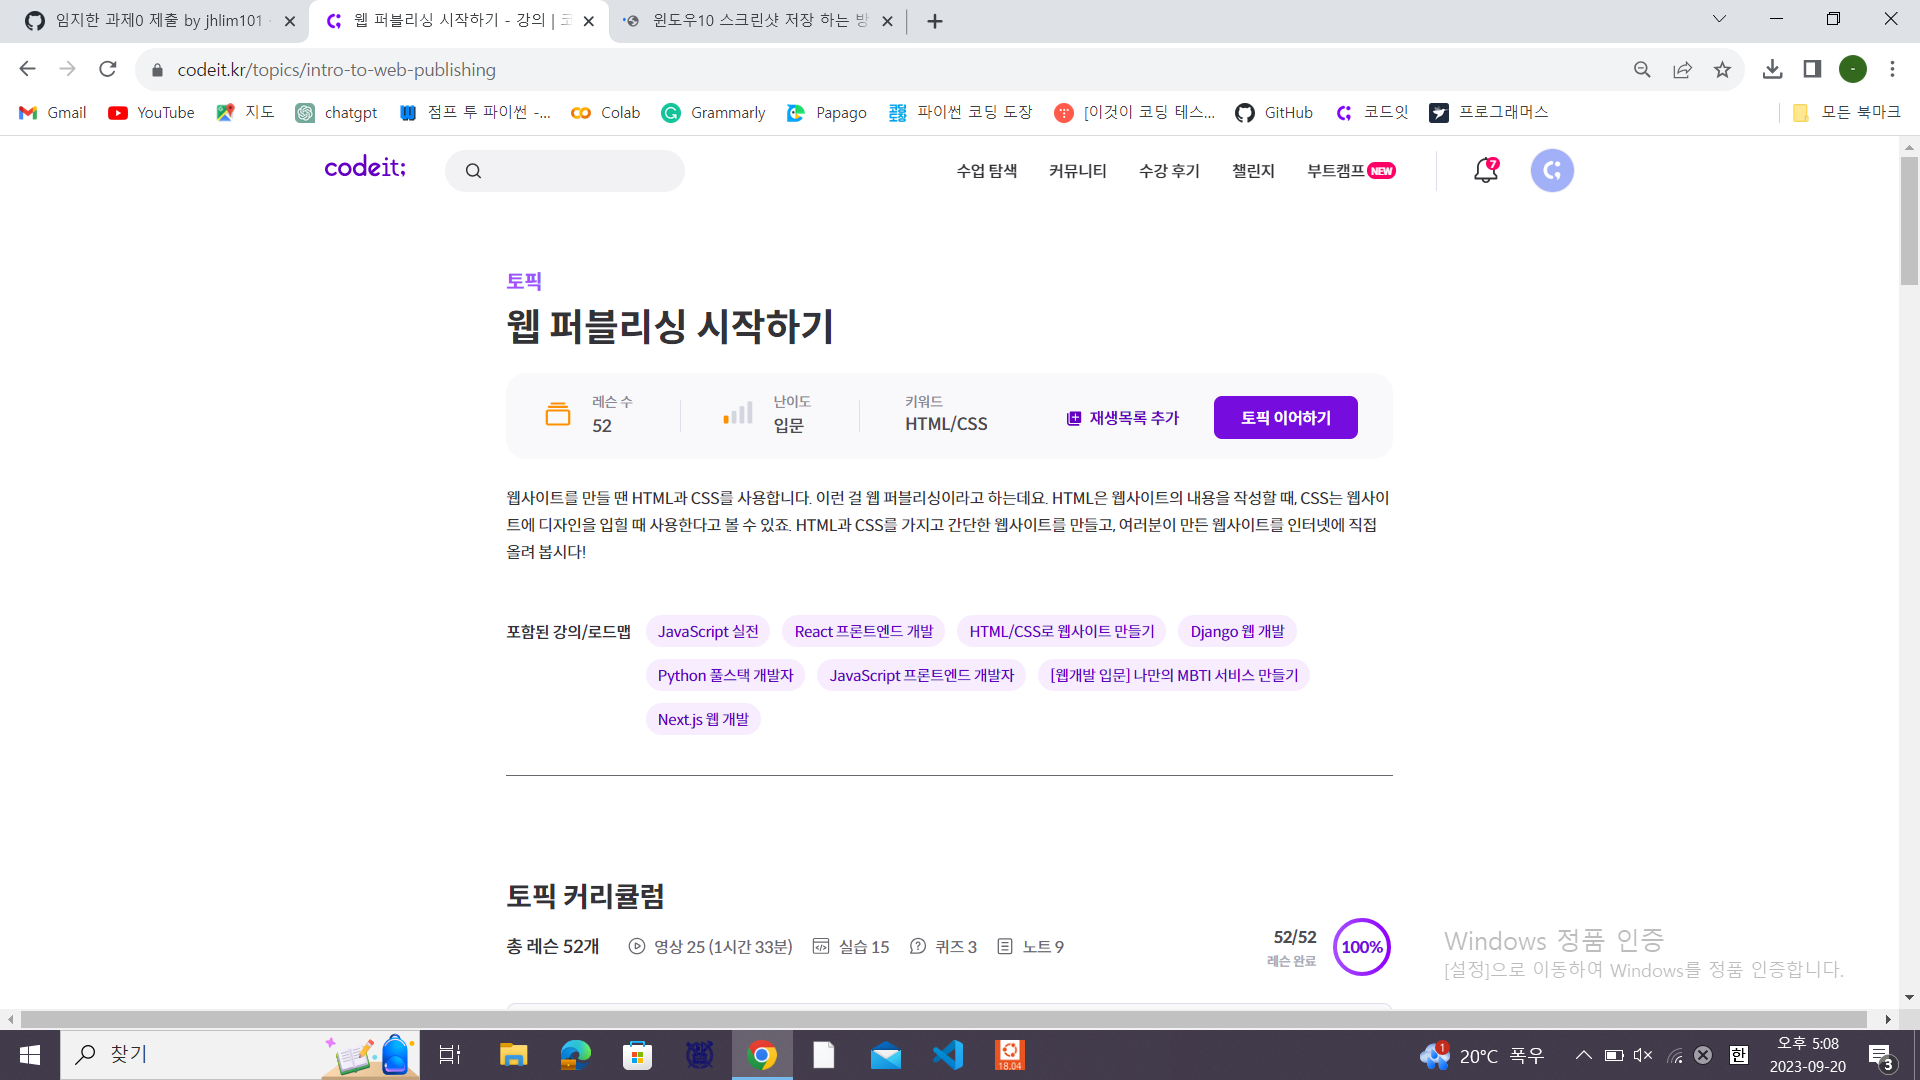 임지한 과제0 제출 by jhlim101
웹 퍼블리싱 시작하기 - 강의 | 코
윈도우10 스크린샷 저장 하는 방
codeit.kr/topics/intro-to-web-publishing
Gmail
YouTube
지도
chatgpt
점프 투 파이썬 -...
Colab
Grammarly
Papago
파이썬 코딩 도장
[이것이 코딩 테스...
GitHub
코드잇
프로그래머스
모든 북마크
codeit:
수업 탐색
커뮤니티
수강 후기
챌린지
부트캠프 NEW
7
토픽
웹 퍼블리싱 시작하기
레슨 수
52
난이도
입문
키워드
HTML/CSS
재생목록 추가
토픽 이어하기
웹사이트를 만들 땐 HTML과 CSS를 사용합니다. 이런 걸 웹 퍼블리싱이라고 하는데요. HTML은 웹사이트의 내용을 작성할 때, CSS는 웹사이
트에 디자인을 입힐 때 사용한다고 볼 수 있죠. HTML과 CSS를 가지고 간단한 웹사이트를 만들고, 여러분이 만든 웹사이트를 인터넷에 직접
올려 봅시다!
포함된 강의/로드맵
JavaScript 실전
React 프론트엔드 개발
HTML/CSS로 웹사이트 만들기
Django 웹 개발
Python 풀스택 개발자
JavaScript 프론트엔드 개발자
[웹개발 입문] 나만의 MBTI 서비스 만들기
Next.js 웹 개발
토픽 커리큘럼
총 레슨 52개
영상 25 (1시간 33분)
실습 15
퀴즈 3
노트 9
52/52
레슨 완료
100%
Windows 정품 인증
[설정]으로 이동하여 Windows를 정품 인증합니다.
찾기
18.04
1
20°C 폭우
한
오후 5:08
2023-09-20
3